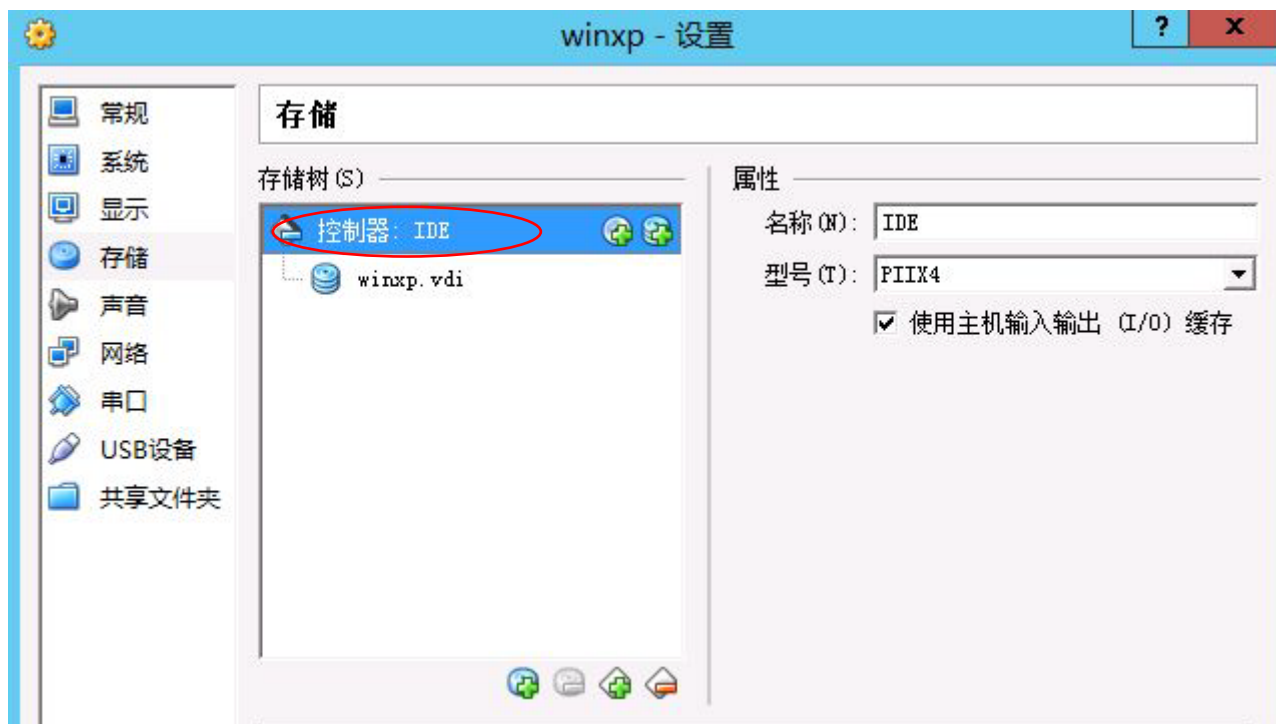 winxp - 设置
? x
常规
系统
显示
存储
声音
网络
串口
USB设备
共享文件夹
存储
存储树(S)
控制器: IDE
winxp.vdi
属性
名称(N): IDE
型号(T): PIIX4
使用主机输入输出 (I/O) 缓存